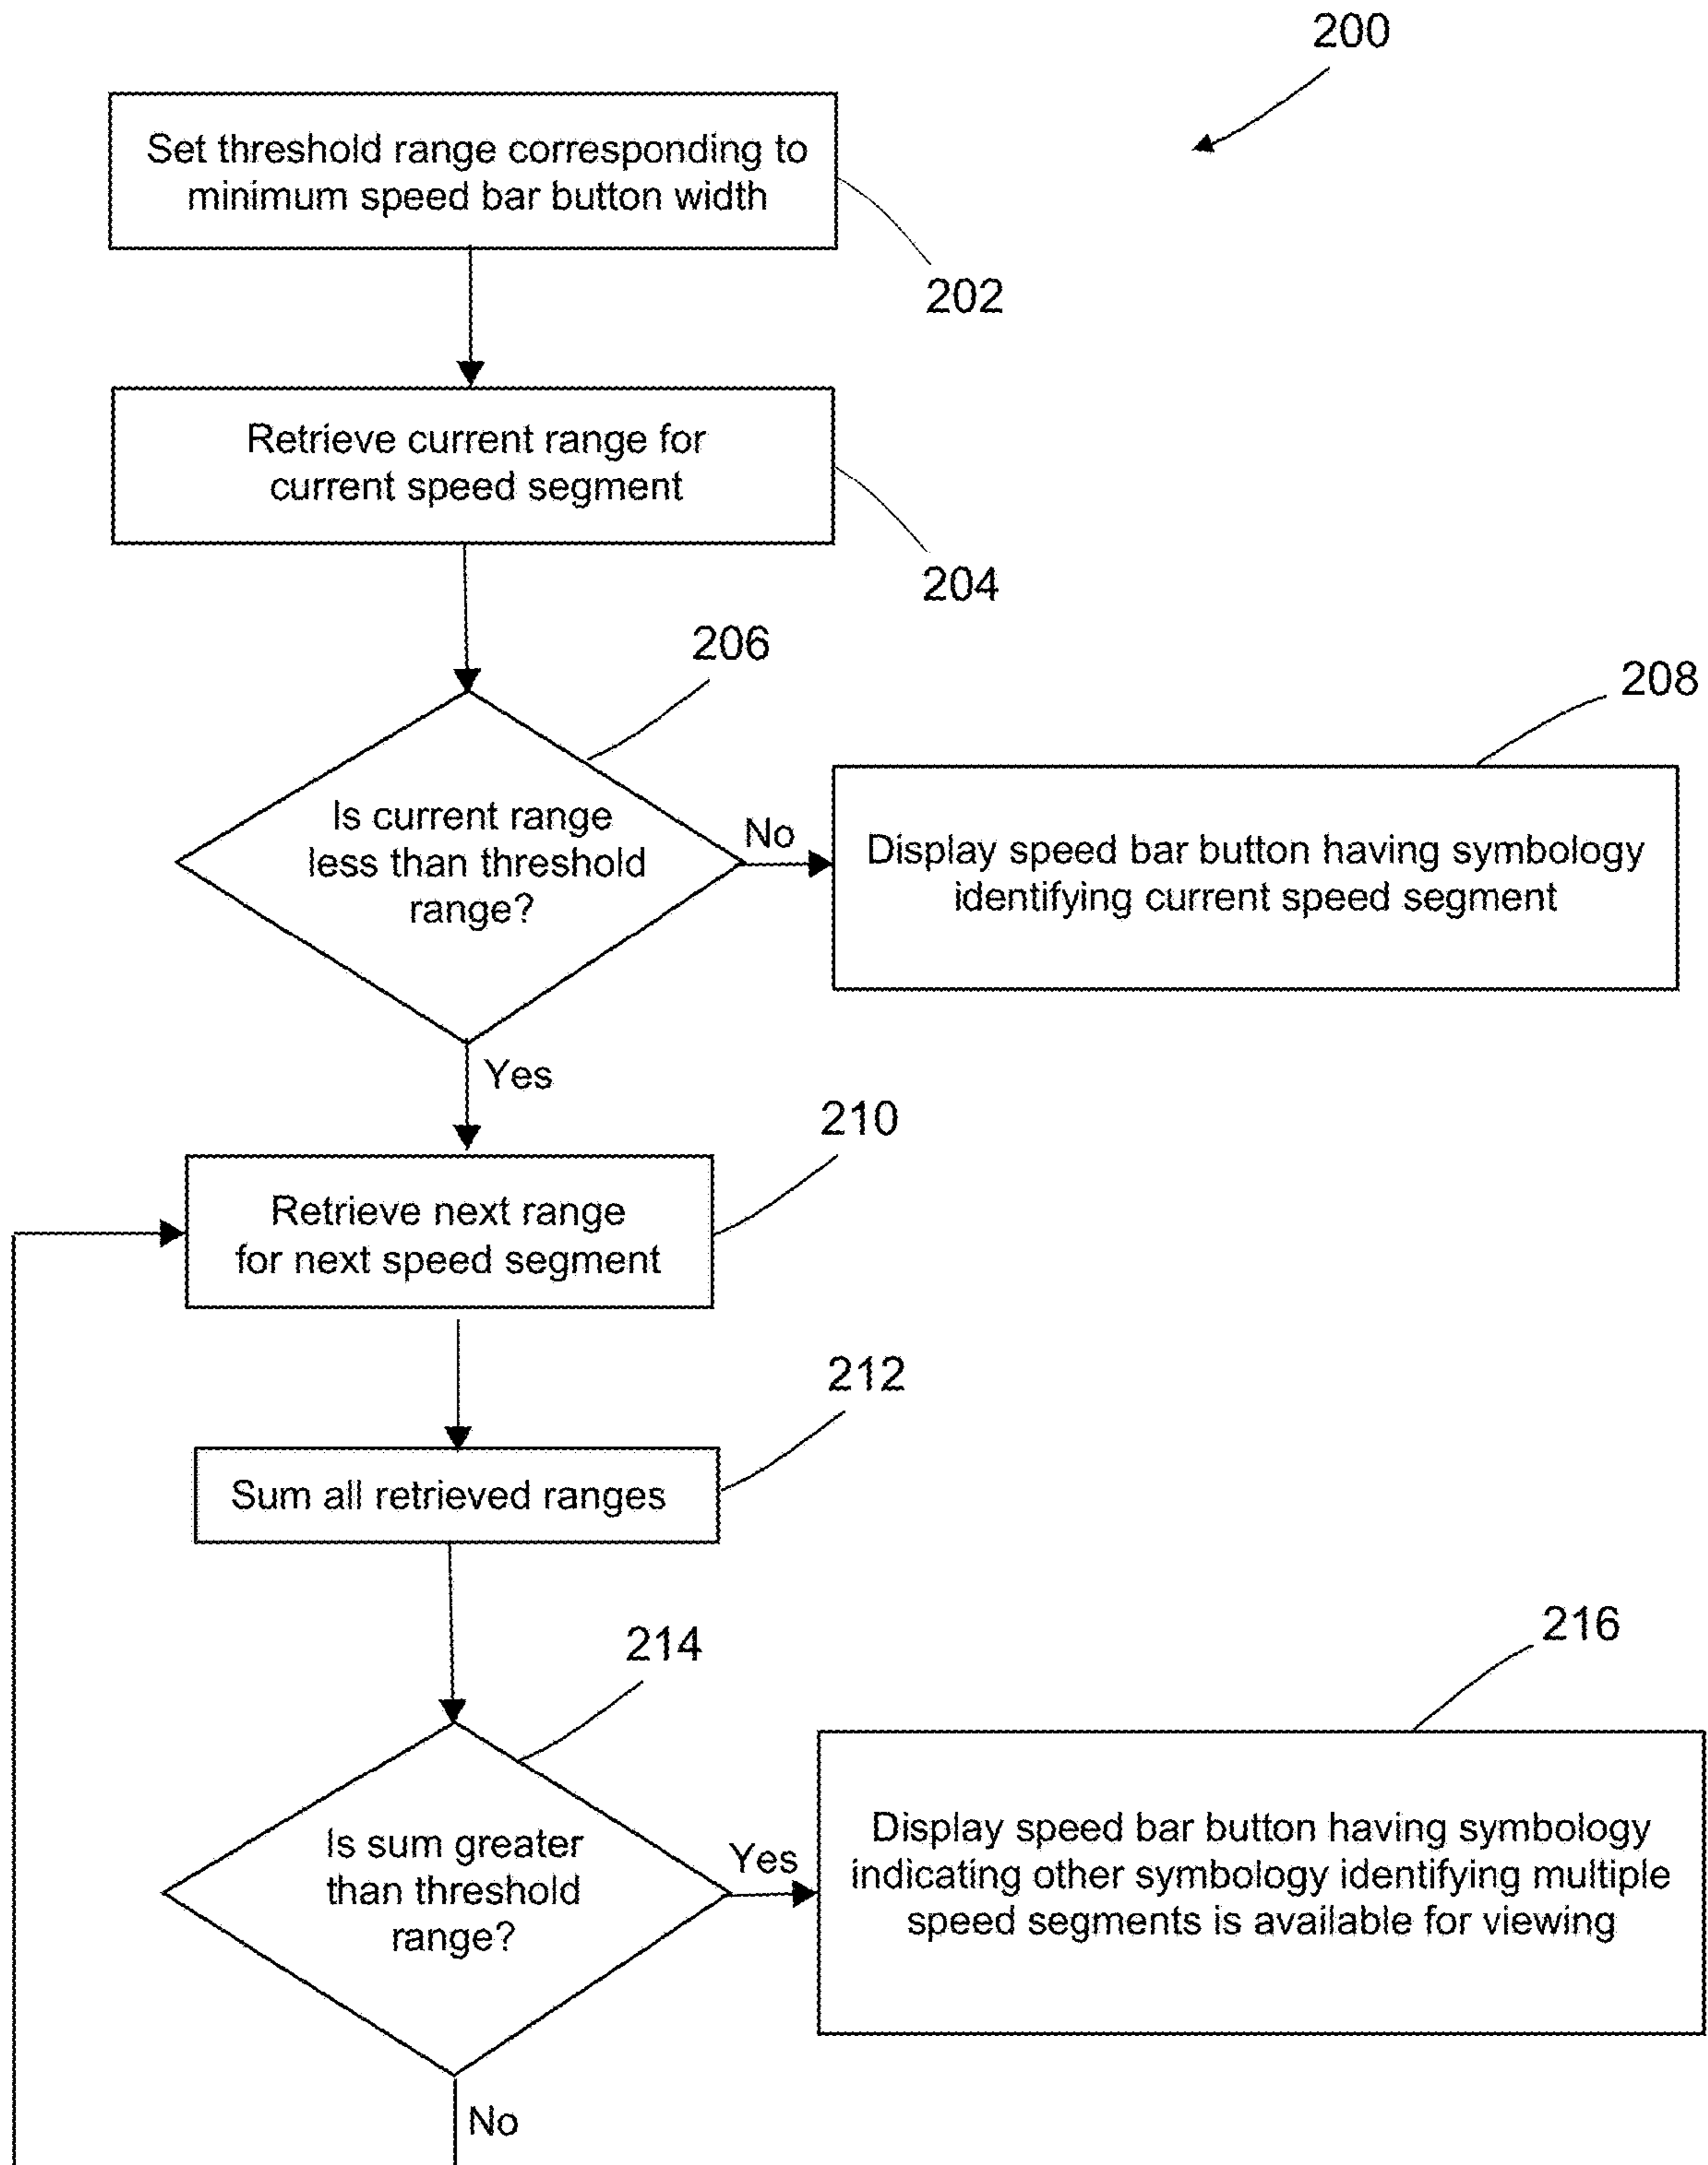 200
Set threshold range corresponding to
minimum speed bar button width
202
Retrieve current range for
current speed segment
204
206
208
Is current range
less than threshold
range?
No
Display speed bar button having symbology
identifying current speed segment
Yes
210
Retrieve next range
for next speed segment
212
Sum all retrieved ranges
214
216
Is sum greater
than threshold
range?
Yes
Display speed bar button having symbology
indicating other symbology identifying multiple
speed segments is available for viewing
No